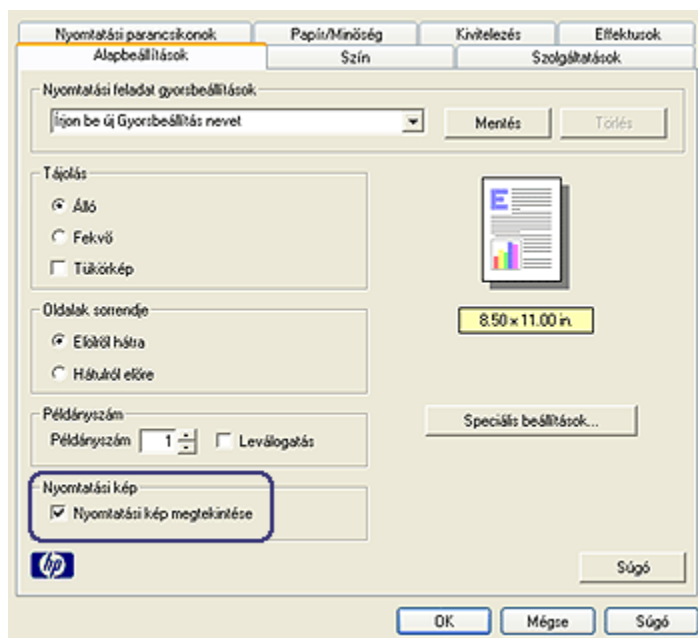 Nyomtatási parancsikonok Papír/Minőség Kivitelezés Effektusok
Alapbeállítások Szín Szolgáltatások
Nyomtatási feladat gyorsbeállítások
Írjon be új Gyorsbeállítás nevet Mentés Törlés
Tájolás
Álló
Fekvő
Tükörkép
E
8.50 x 11.00 in.
Oldalak sorrendje
Elölről hátra
Hátulról előre
Példányszám
Példányszám 1 Leválogatás
Speciális beállítások...
Nyomtatási kép
Nyomtatási kép megtekintése
hp
Súgó
OK Mégse Súgó